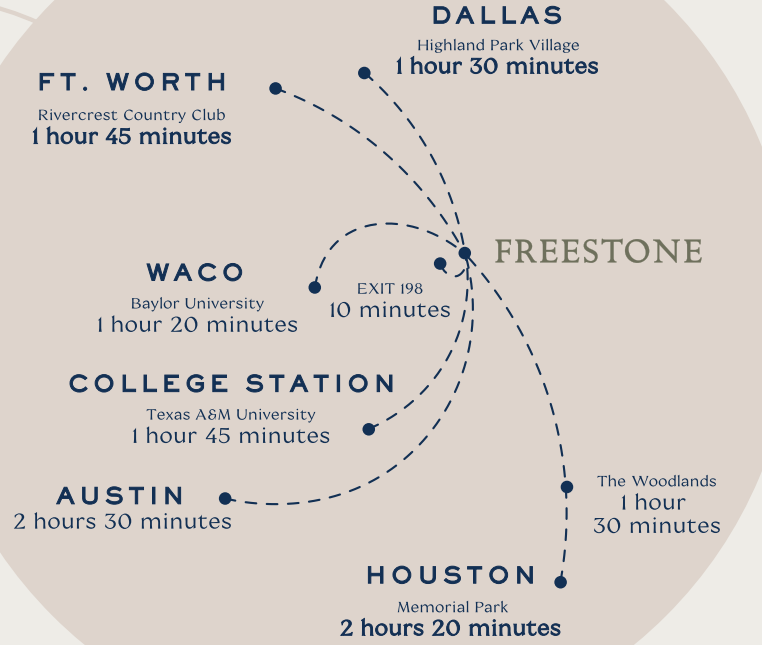 DALLAS
Highland Park Village
1 hour 30 minutes
FT. WORTH
Rivercrest Country Club
1 hour 45 minutes
FREESTONE
WACO
Baylor University
1 hour 20 minutes
EXIT 198
10 minutes
COLLEGE STATION
Texas A&M University
1 hour 45 minutes
AUSTIN
2 hours 30 minutes
The Woodlands
1 hour
30 minutes
HOUSTON
Memorial Park
2 hours 20 minutes